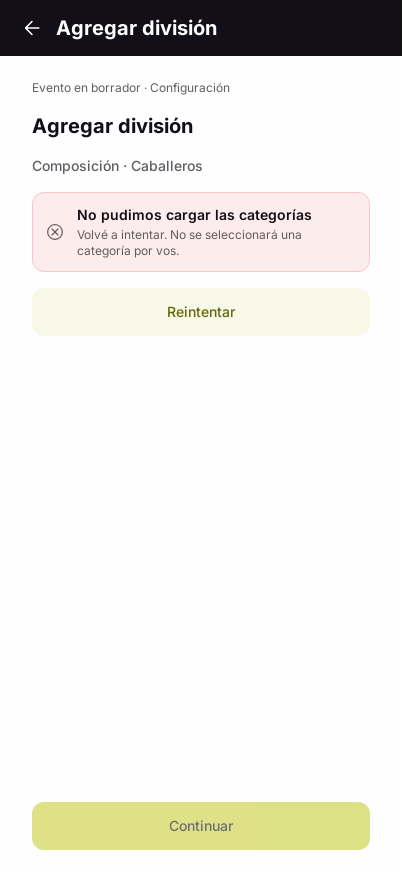 Agregar división
Evento en borrador · Configuración
Agregar división
Composición · Caballeros
No pudimos cargar las categorías
Volvé a intentar. No se seleccionará una
categoría por vos.
Reintentar
Continuar